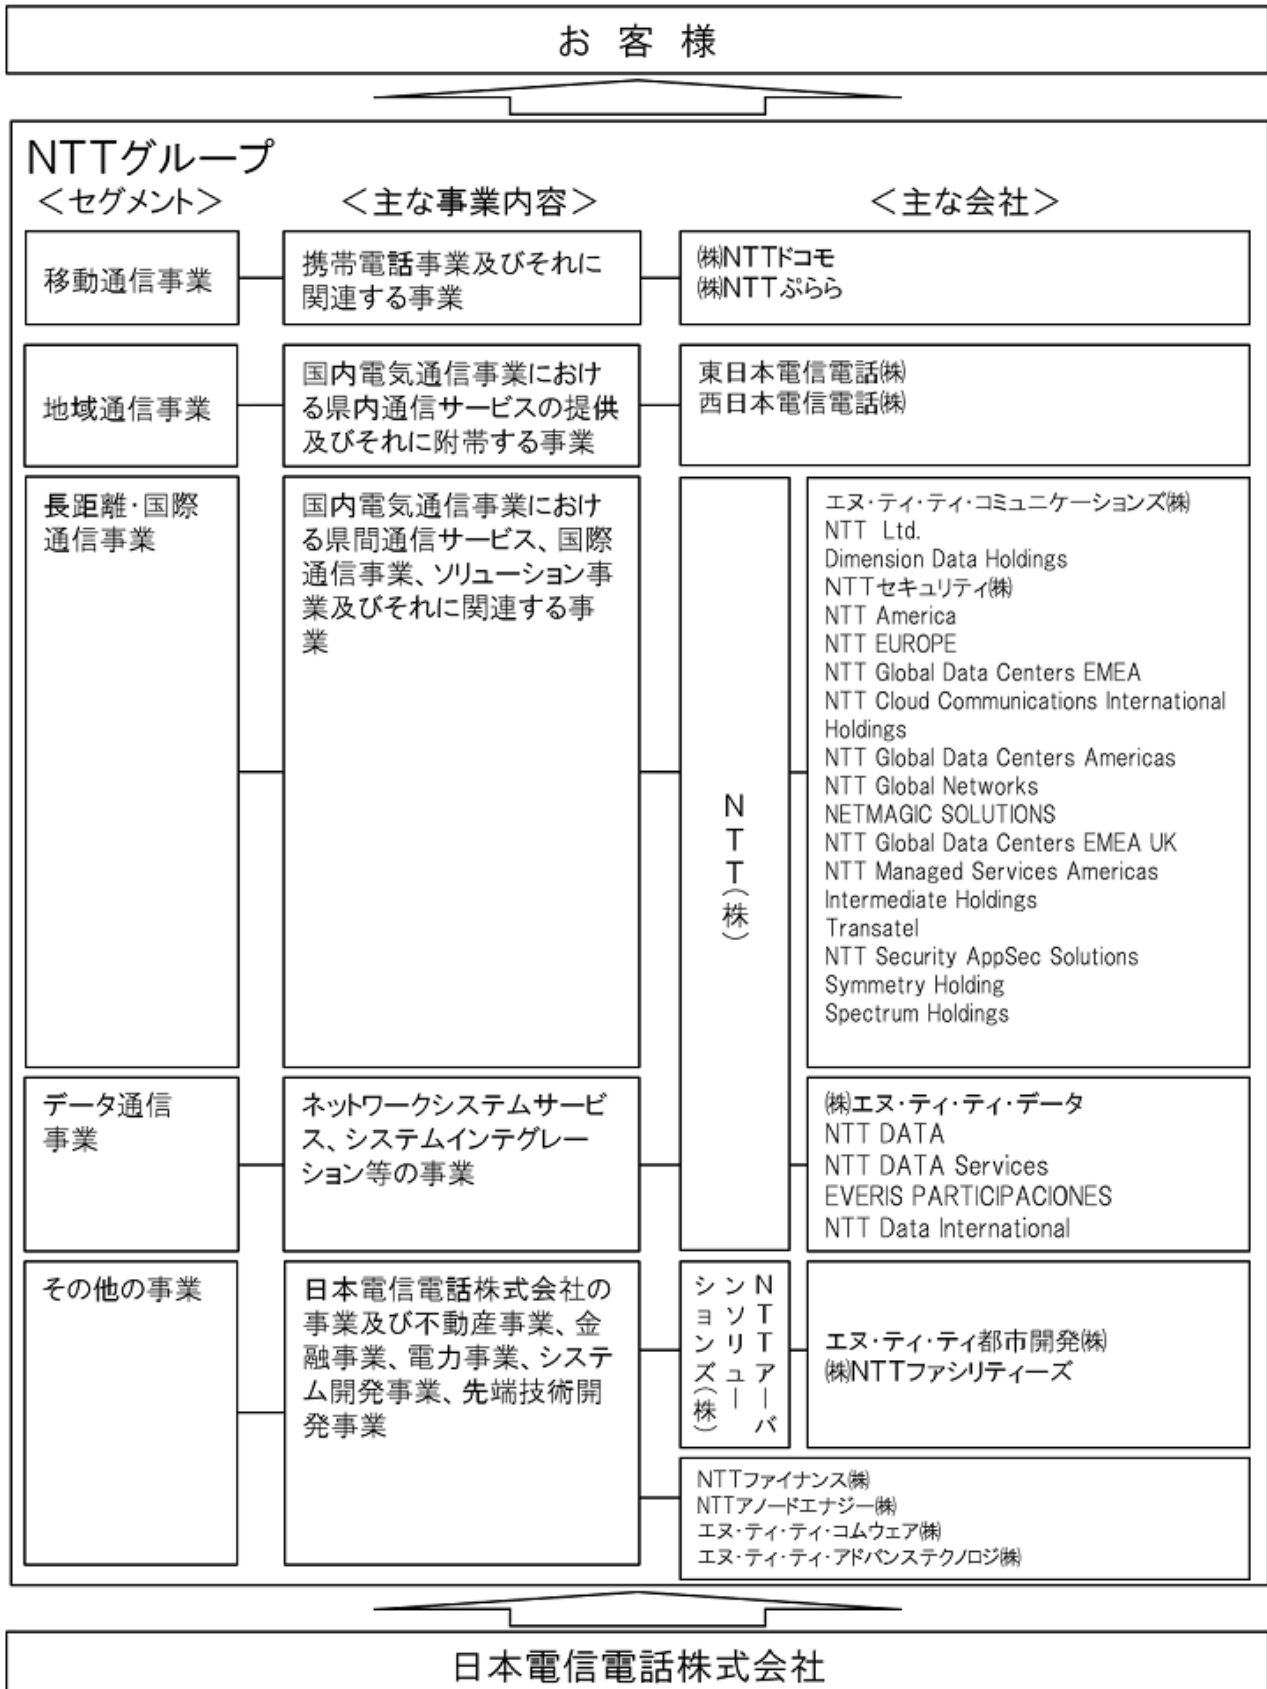 お客様
NTTグループ
＜セグメント＞
＜主な事業内容＞
＜主な会社＞
移動通信事業
携帯電話事業及びそれに
関連する事業
㈱NTTドコモ
㈱NTTぷらら
地域通信事業
国内電気通信事業におけ
る県内通信サービスの提供
及びそれに附帯する事業
東日本電信電話㈱
西日本電信電話㈱
長距離・国際
通信事業
国内電気通信事業におけ
る県間通信サービス、国際
通信事業、ソリューション事
業及びそれに関連する事
業
NTT（株）
エヌ・ティ・ティ・コミュニケーションズ㈱
NTT Ltd.
Dimension Data Holdings
NTTセキュリティ㈱
NTT America
NTT EUROPE
NTT Global Data Centers EMEA
NTT Cloud Communications International
Holdings
NTT Global Data Centers Americas
NTT Global Networks
NETMAGIC SOLUTIONS
NTT Global Data Centers EMEA UK
NTT Managed Services Americas
Intermediate Holdings
Transatel
NTT Security AppSec Solutions
Symmetry Holding
Spectrum Holdings
データ通信
事業
ネットワークシステムサービ
ス、システムインテグレー
ション等の事業
㈱エヌ・ティ・ティ・データ
NTT DATA
NTT DATA Services
EVERIS PARTICIPACIONES
NTT Data International
その他の事業
日本電信電話株式会社の
事業及び不動産事業、金
融事業、電力事業、システ
ム開発事業、先端技術開
発事業
NTTアーバ
ンソリュー
ションズ（株）
エヌ・ティ・ティ都市開発㈱
㈱NTTファシリティーズ
NTTファイナンス㈱
NTTアノードエナジー㈱
エヌ・ティ・ティ・コムウェア㈱
エヌ・ティ・ティ・アドバンステクノロジ㈱
日本電信電話株式会社